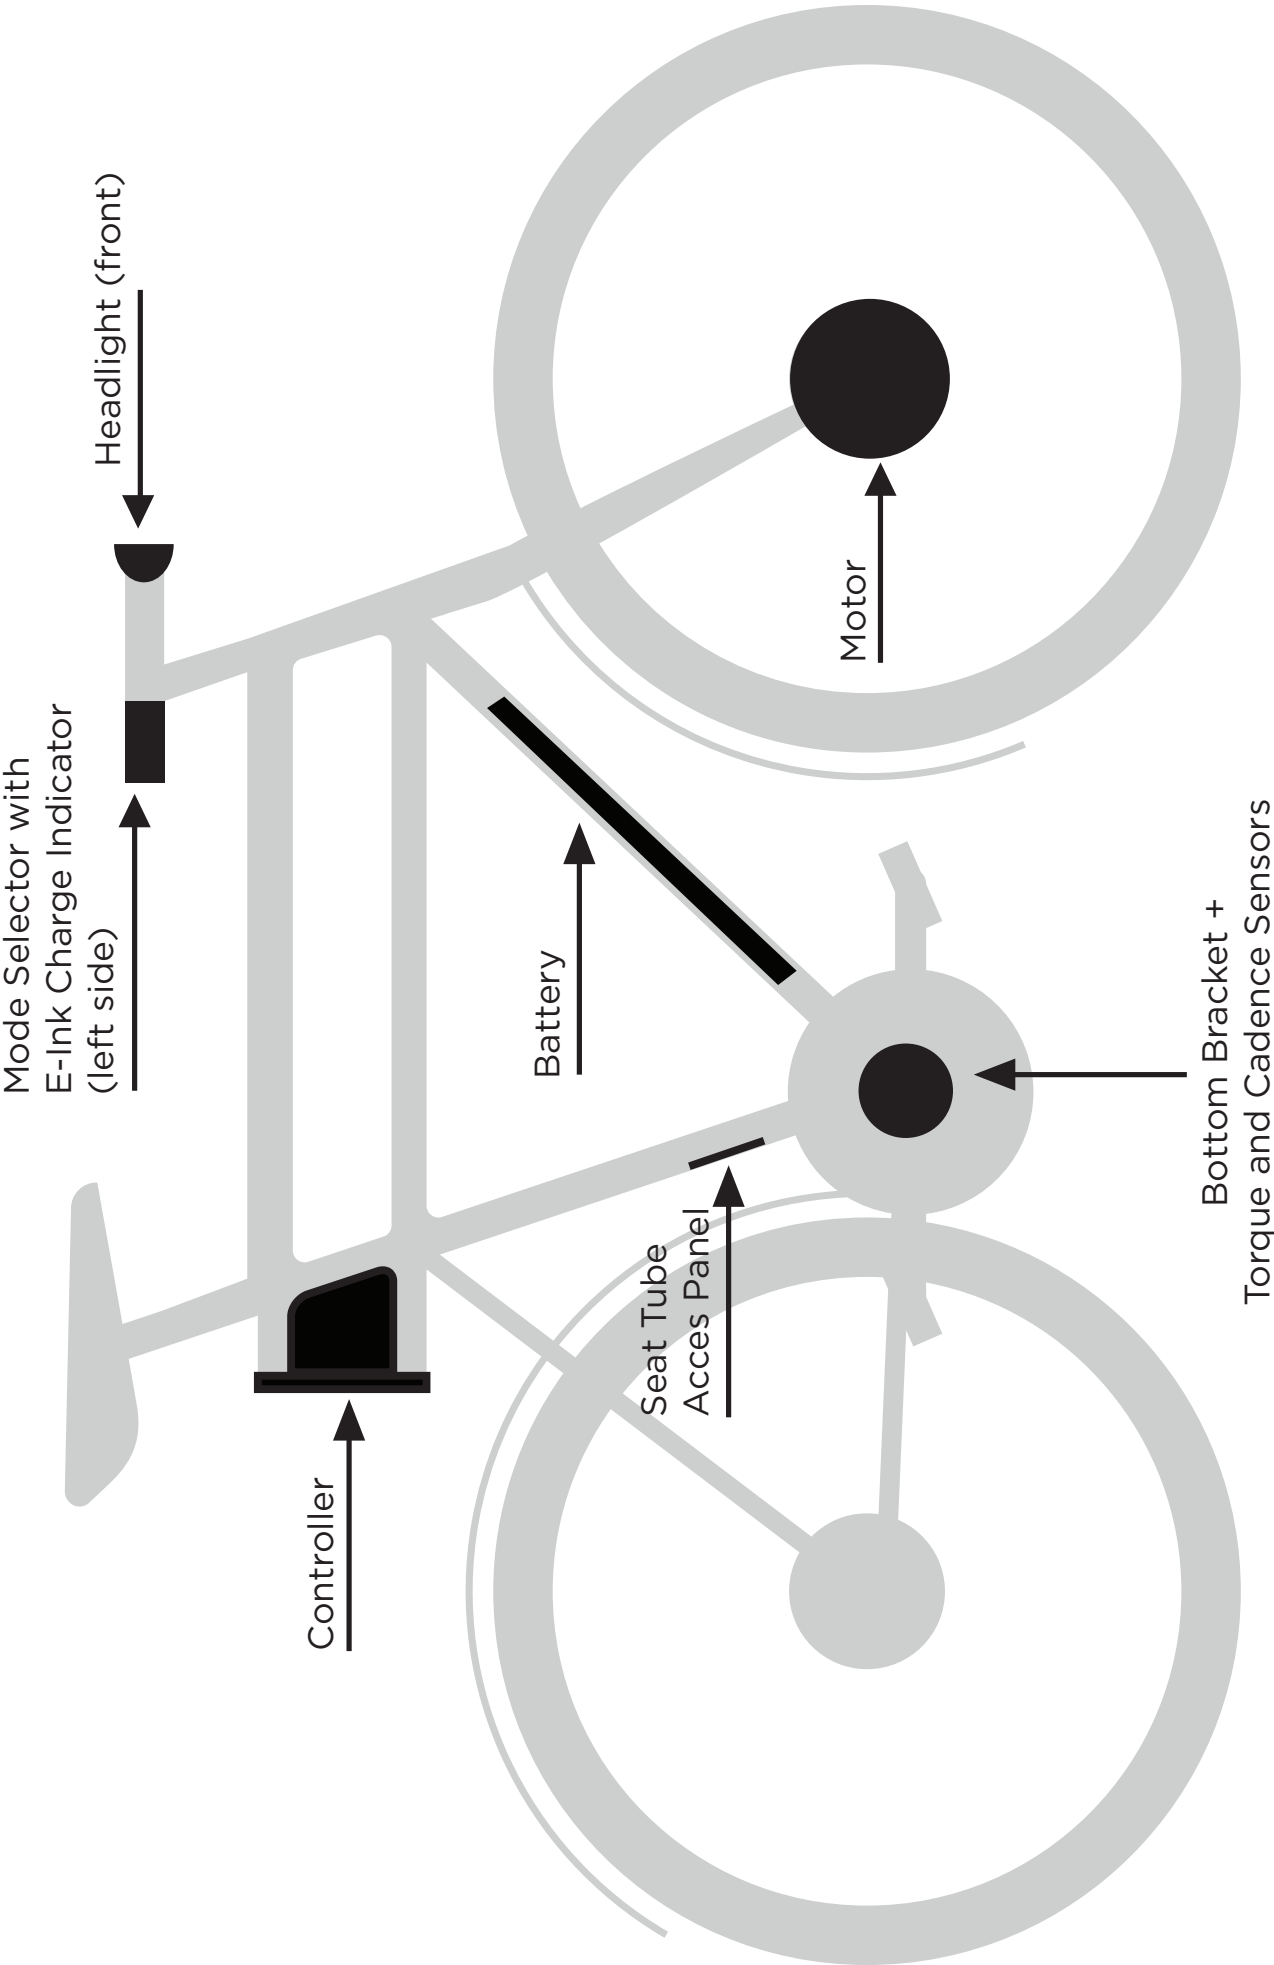 Mode Selector with
E-Ink Charge Indicator
(left side)
Headlight (front)
Controller
Battery
Seat Tube
Acces Panel
Motor
Bottom Bracket +
Torque and Cadence Sensors